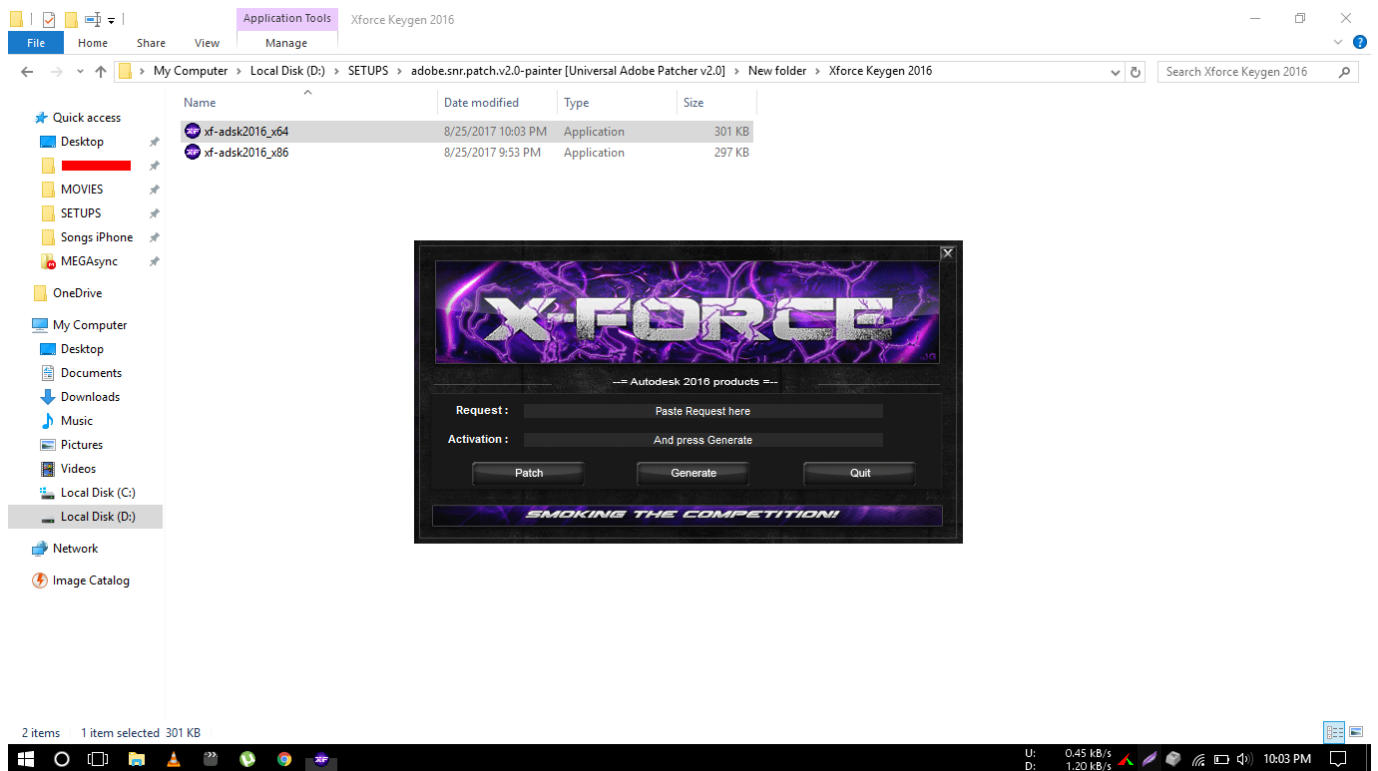 Application Tools
Xforce Keygen 2016
File
Home
Share
View
Manage
My Computer > Local Disk (D:) > SETUPS > adobe.snr.patch.v2.0-painter [Universal Adobe Patcher v2.0] > New folder > Xforce Keygen 2016
Search Xforce Keygen 2016
Name
Date modified
Type
Size
xf-adsk2016_x64 8/25/2017 10:03 PM Application 301 KB
xf-adsk2016_x86 8/25/2017 9:53 PM Application 297 KB
Quick access
Desktop
MOVIES
SETUPS
Songs iPhone
MEGAsync
OneDrive
My Computer
Desktop
Documents
Downloads
Music
Pictures
Videos
Local Disk (C:)
Local Disk (D:)
Network
Image Catalog
X-FORCE
JG
--= Autodesk 2016 products =--
Request : Paste Request here
Activation : And press Generate
Patch
Generate
Quit
SMOKING THE COMPETITION!
2 items
1 item selected 301 KB
U: 0.45 kB/s
D: 1.20 kB/s
10:03 PM